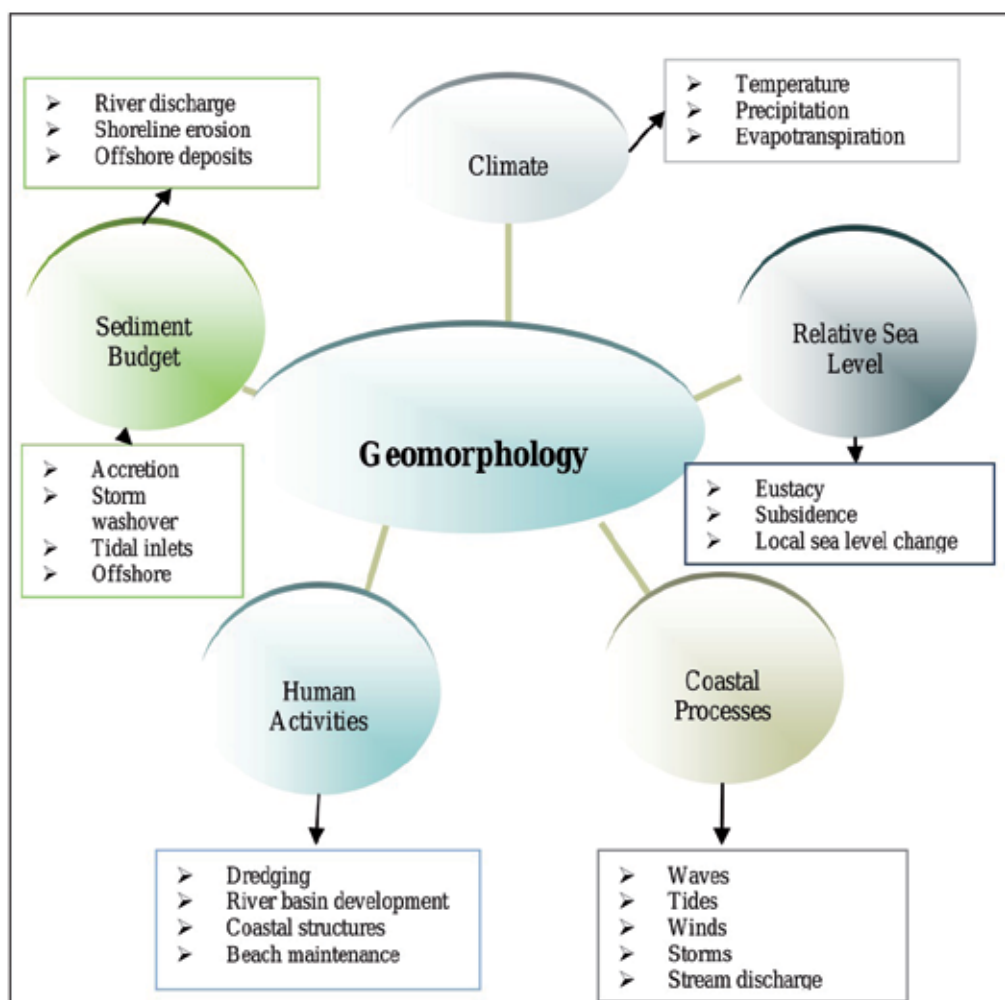 River discharge
Shoreline erosion
Offshore deposits
Temperature
Precipitation
Evapotranspiration
Climate
Sediment
Budget
Relative Sea
Level
Geomorphology
Accretion
Storm
washover
Tidal inlets
Offshore
Eustacy
Subsidence
Local sea level change
Human
Activities
Coastal
Processes
Dredging
River basin development
Coastal structures
Beach maintenance
Waves
Tides
Winds
Storms
Stream discharge